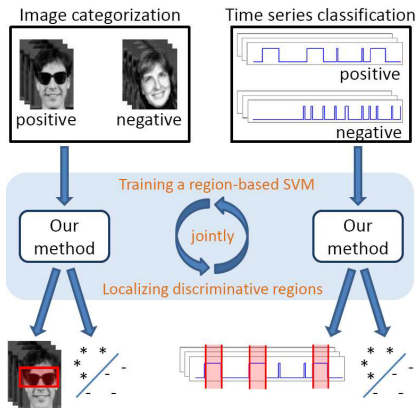 Image categorization
Time series classification
positive
negative
positive
negative
Training a region-based SVM
Our
method
jointly
Our
method
Localizing discriminative regions